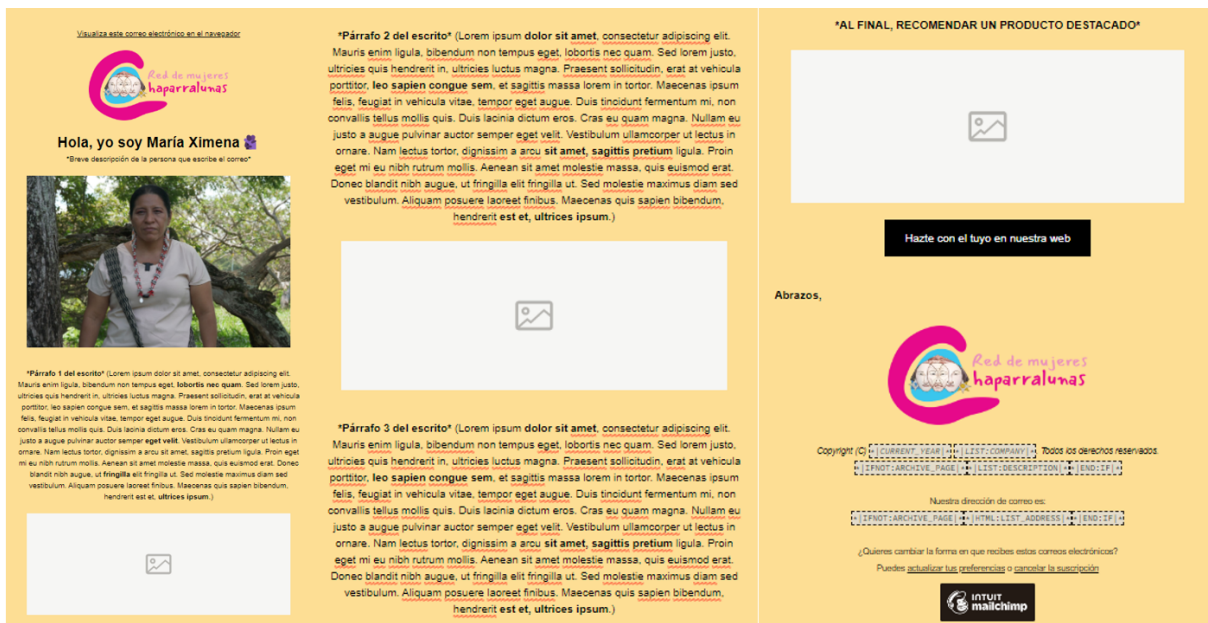 Visualiza este correo electrónico en el navegador
Red de mujeres
haparralunas
Hola, yo soy María Ximena
*Breve descripción de la persona que escribe el correo*
*Párrafo 1 del escrito* (Lorem ipsum dolor sit amet, consectetur adipiscing elit.
Mauris enim ligula, bibendum non tempus eget, lobortis nec quam. Sed lorem justo,
ultricies quis hendrerit in, ultricies luctus magna. Praesent sollicitudin, erat at vehicula
porttitor, leo sapien congue sem, et sagittis massa lorem in tortor. Maecenas ipsum
felis, feugiat in vehicula vitae, tempor eget augue. Duis tincidunt fermentum mi, non
convallis tellus mollis quis. Duis lacinia dictum eros. Cras eu quam magna. Nullam eu
justo a augue pulvinar auctor semper eget velit. Vestibulum ullamcorper ut lectus in
ornare. Nam lectus tortor, dignissim a arcu sit amet, sagittis pretium ligula. Proin eget
mi eu nibh rutrum mollis. Aenean sit amet molestie massa, quis euismod erat. Donec
blandit nibh augue, ut fringilla elit fringilla ut. Sed molestie maximus diam sed
vestibulum. Aliquam posuere laoreet finibus. Maecenas quis sapien bibendum,
hendrerit est et, ultrices ipsum.)
*Párrafo 2 del escrito* (Lorem ipsum dolor sit amet, consectetur adipiscing elit.
Mauris enim ligula, bibendum non tempus eget, lobortis nec quam. Sed lorem justo,
ultricies quis hendrerit in, ultricies luctus magna. Praesent sollicitudin, erat at vehicula
porttitor, leo sapien congue sem, et sagittis massa lorem in tortor. Maecenas ipsum
felis, feugiat in vehicula vitae, tempor eget augue. Duis tincidunt fermentum mi, non
convallis tellus mollis quis. Duis lacinia dictum eros. Cras eu quam magna. Nullam eu
justo a augue pulvinar auctor semper eget velit. Vestibulum ullamcorper ut lectus in
ornare. Nam lectus tortor, dignissim a arcu sit amet, sagittis pretium ligula. Proin
eget mi eu nibh rutrum mollis. Aenean sit amet molestie massa, quis euismod erat.
Donec blandit nibh augue, ut fringilla elit fringilla ut. Sed molestie maximus diam sed
vestibulum. Aliquam posuere laoreet finibus. Maecenas quis sapien bibendum,
hendrerit est et, ultrices ipsum.)
*Párrafo 3 del escrito* (Lorem ipsum dolor sit amet, consectetur adipiscing elit.
Mauris enim ligula, bibendum non tempus eget, lobortis nec quam. Sed lorem justo,
ultricies quis hendrerit in, ultricies luctus magna. Praesent sollicitudin, erat at vehicula
porttitor, leo sapien congue sem, et sagittis massa lorem in tortor. Maecenas ipsum
felis, feugiat in vehicula vitae, tempor eget augue. Duis tincidunt fermentum mi, non
convallis tellus mollis quis. Duis lacinia dictum eros. Cras eu quam magna. Nullam eu
justo a augue pulvinar auctor semper eget velit. Vestibulum ullamcorper ut lectus in
ornare. Nam lectus tortor, dignissim a arcu sit amet, sagittis pretium ligula. Proin
eget mi eu nibh rutrum mollis. Aenean sit amet molestie massa, quis euismod erat.
Donec blandit nibh augue, ut fringilla elit fringilla ut. Sed molestie maximus diam sed
vestibulum. Aliquam posuere laoreet finibus. Maecenas quis sapien bibendum,
hendrerit est et, ultrices ipsum.)
*AL FINAL, RECOMENDAR UN PRODUCTO DESTACADO*
Hazte con el tuyo en nuestra web
Abrazos,
Red de mujeres
haparralunas
Copyright (C) *|CURRENT_YEAR|* *|LIST:COMPANY|* Todos los derechos reservados.
*|IFNOT:ARCHIVE_PAGE|* *|LIST:DESCRIPTION|* *|END:IF|*
Nuestra dirección de correo es:
*|IFNOT:ARCHIVE_PAGE|* *|HTML:LIST_ADDRESS|* *|END:IF|*
¿Quieres cambiar la forma en que recibes estos correos electrónicos?
Puedes actualizar tus preferencias o cancelar la suscripción
INTUIT
mailchimp